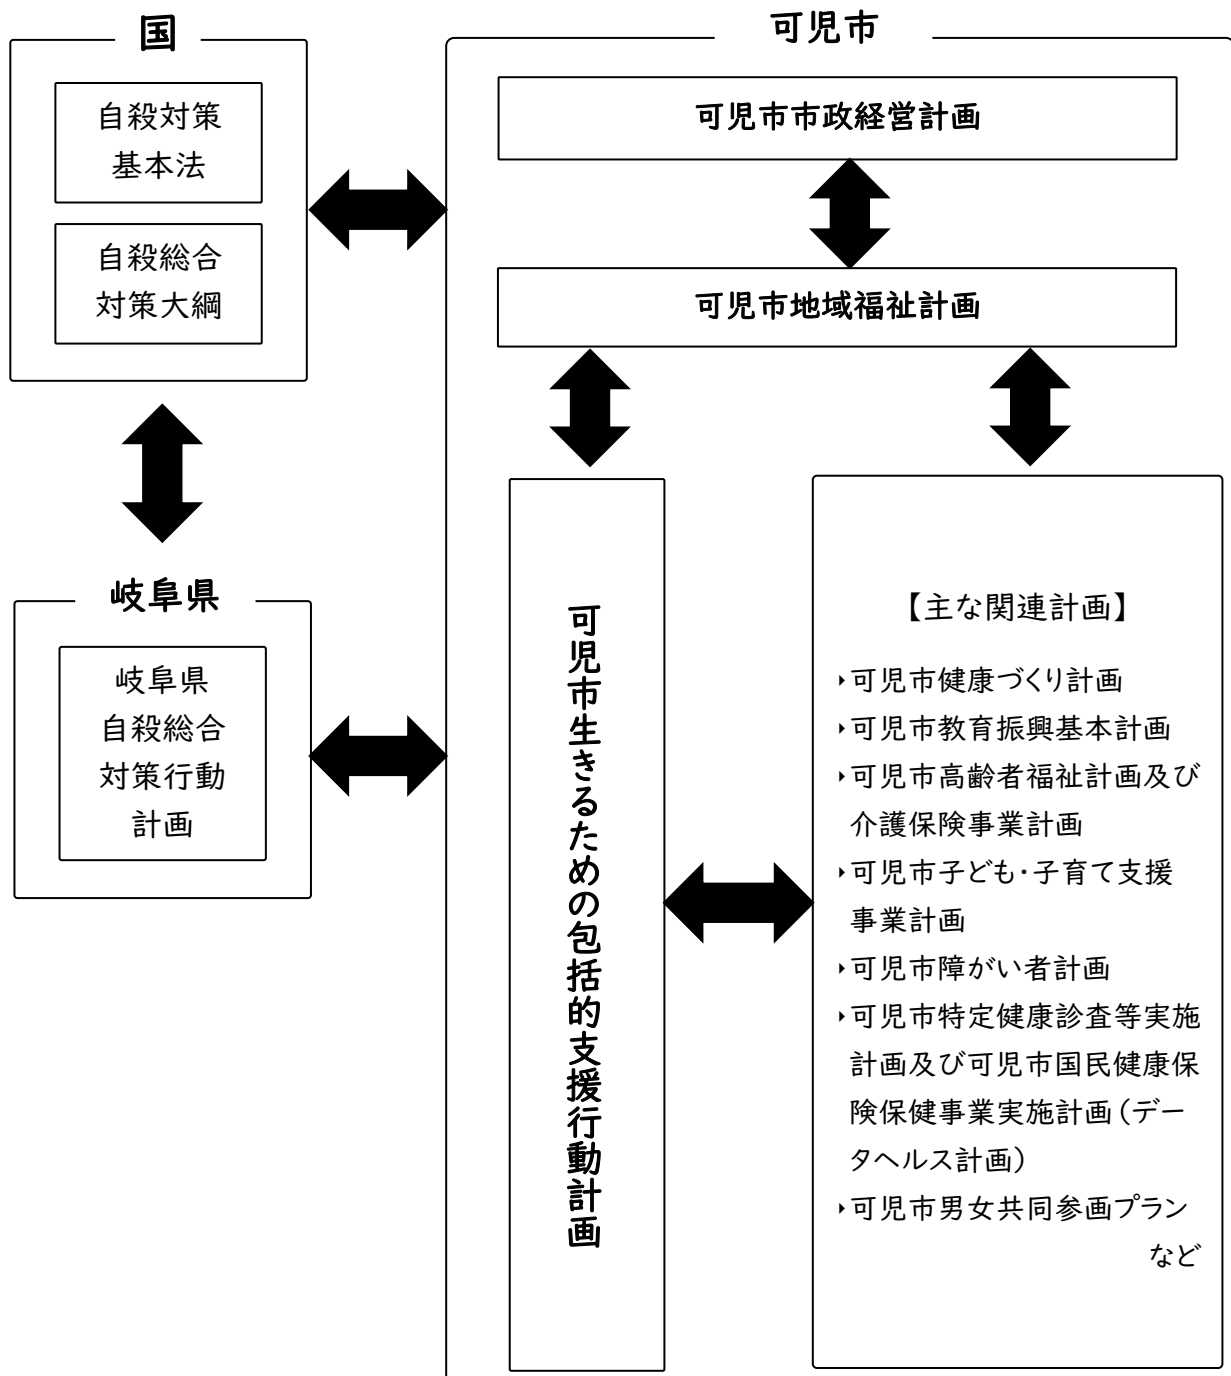 国
自殺対策
基本法
自殺総合
対策大綱
岐阜県
岐阜県
自殺総合
対策行動
計画
可児市
可児市市政経営計画
可児市地域福祉計画
可児市生きるための包括的支援行動計画
【主な関連計画】
‣可児市健康づくり計画
‣可児市教育振興基本計画
‣可児市高齢者福祉計画及び
介護保険事業計画
‣可児市子ども・子育て支援
事業計画
‣可児市障がい者計画
‣可児市特定健康診査等実施
計画及び可児市国民健康保
険保健事業実施計画（デー
タヘルス計画）
‣可児市男女共同参画プラン
など